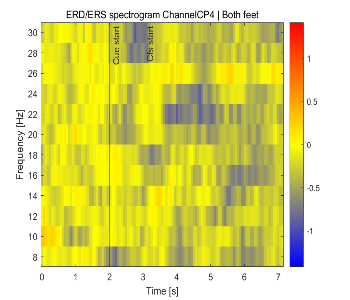 ERD/ERS spectrogram ChannelCP4 | Both feet
Frequency [Hz]
30
28
26
24
22
20
18
16
14
12
10
8
Cue start
Cfs start
1
0.5
0
-0.5
-1
0 1 2 3 4 5 6 7
Time [s]